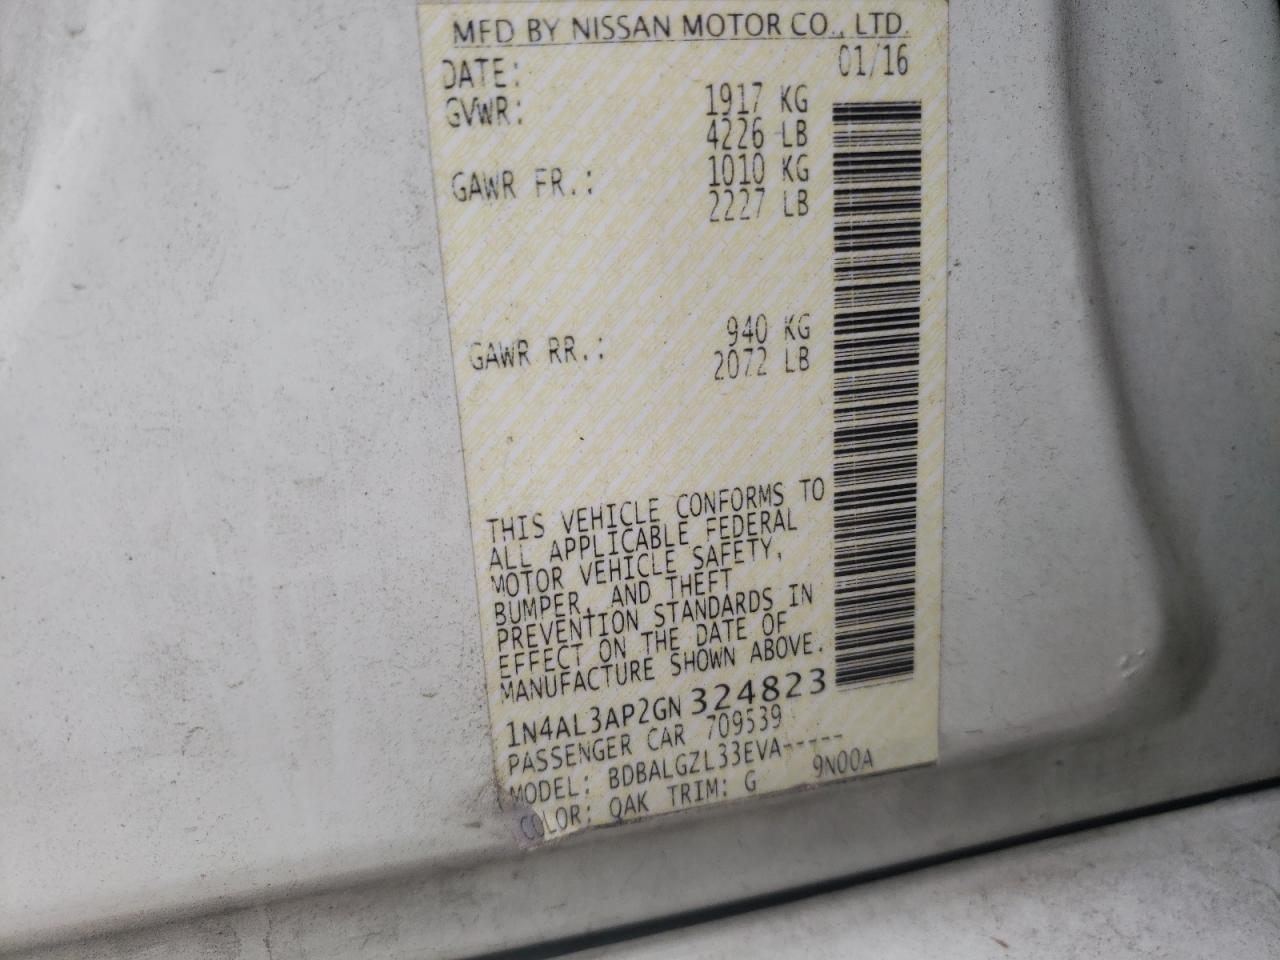 MFD BY NISSAN MOTOR CO., LTD.
DATE: 01/16
GVWR: 1917 KG
4226 LB
GAWR FR.: 1010 KG
2227 LB
GAWR RR.: 940 KG
2072 LB
THIS VEHICLE CONFORMS TO
ALL APPLICABLE FEDERAL
MOTOR VEHICLE SAFETY,
BUMPER, AND THEFT
PREVENTION STANDARDS IN
EFFECT ON THE DATE OF
MANUFACTURE SHOWN ABOVE.
1N4AL3AP2GN324823
PASSENGER CAR 709539
MODEL: BDBALGZL33EVA-----
COLOR: QAK TRIM: G 9N00A